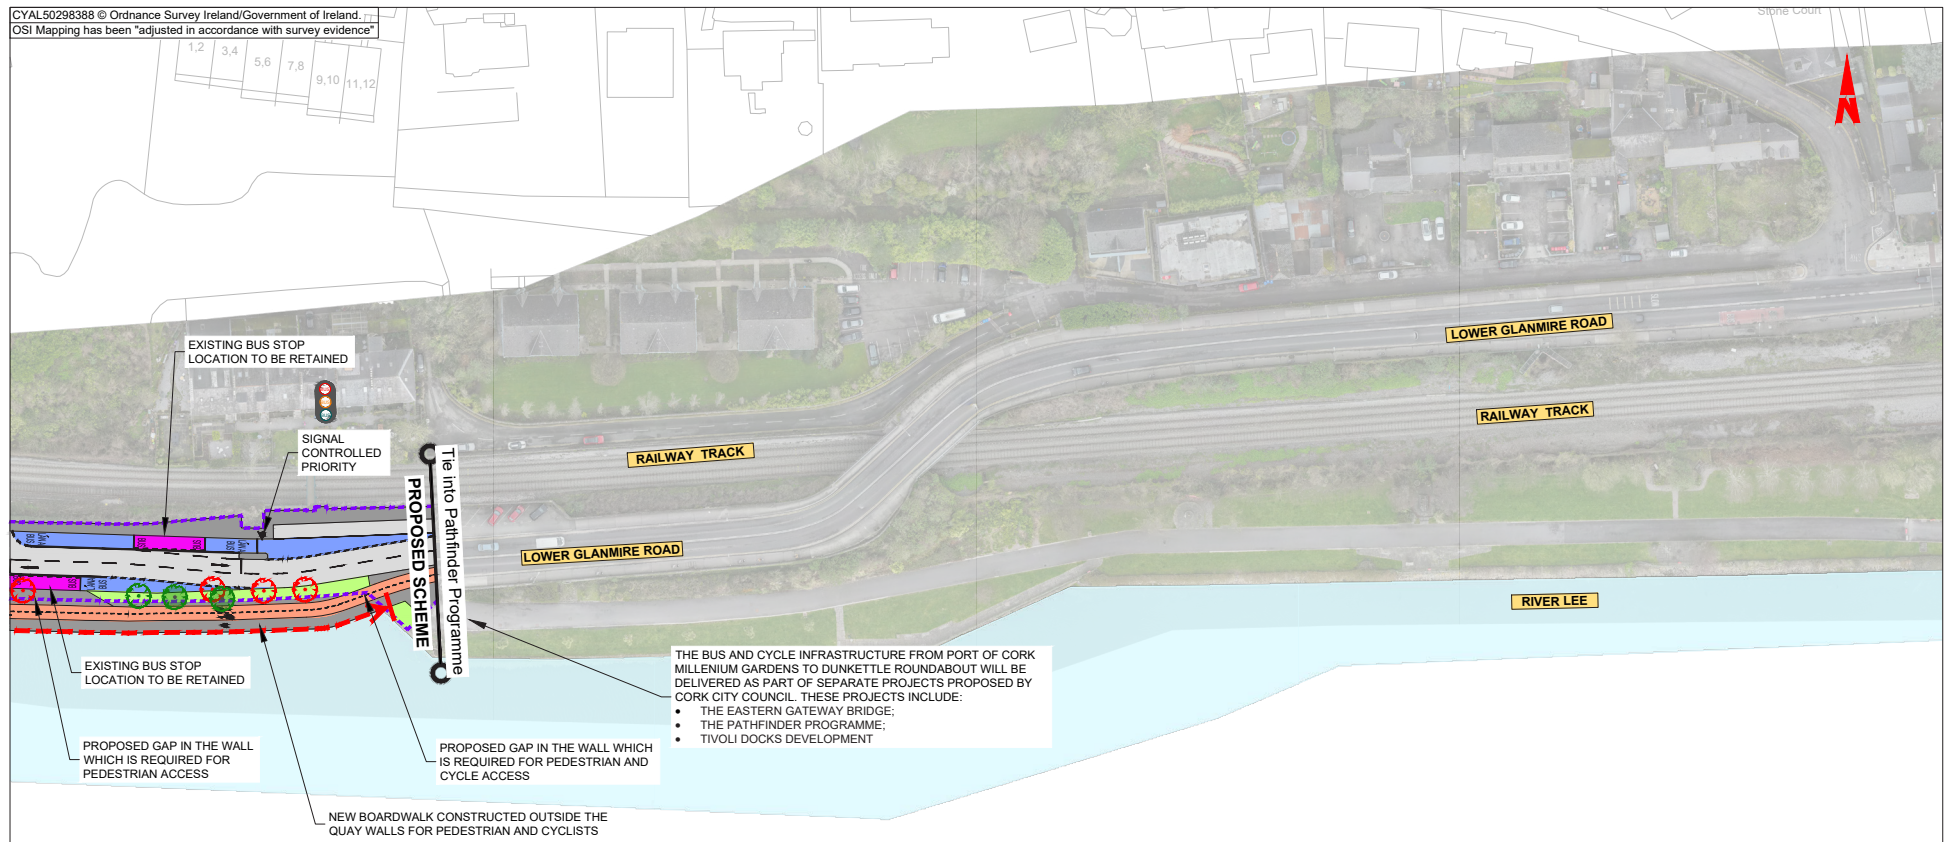 CYAL50298388 © Ordnance Survey Ireland/Government of Ireland.
OSI Mapping has been "adjusted in accordance with survey evidence"
Stone Court
1,2
3,4
5,6
7,8
9,10
11,12
EXISTING BUS STOP
LOCATION TO BE RETAINED
SIGNAL
CONTROLLED
PRIORITY
LOWER GLANMIRE ROAD
RAILWAY TRACK
RAILWAY TRACK
LOWER GLANMIRE ROAD
RIVER LEE
Tie into Pathfinder Programme
PROPOSED SCHEME
EXISTING BUS STOP
LOCATION TO BE RETAINED
THE BUS AND CYCLE INFRASTRUCTURE FROM PORT OF CORK
MILLENIUM GARDENS TO DUNKETTLE ROUNDABOUT WILL BE
DELIVERED AS PART OF SEPARATE PROJECTS PROPOSED BY
CORK CITY COUNCIL. THESE PROJECTS INCLUDE:
• THE EASTERN GATEWAY BRIDGE;
• THE PATHFINDER PROGRAMME;
• TIVOLI DOCKS DEVELOPMENT
PROPOSED GAP IN THE WALL
WHICH IS REQUIRED FOR
PEDESTRIAN ACCESS
PROPOSED GAP IN THE WALL WHICH
IS REQUIRED FOR PEDESTRIAN AND
CYCLE ACCESS
NEW BOARDWALK CONSTRUCTED OUTSIDE THE
QUAY WALLS FOR PEDESTRIAN AND CYCLISTS
N